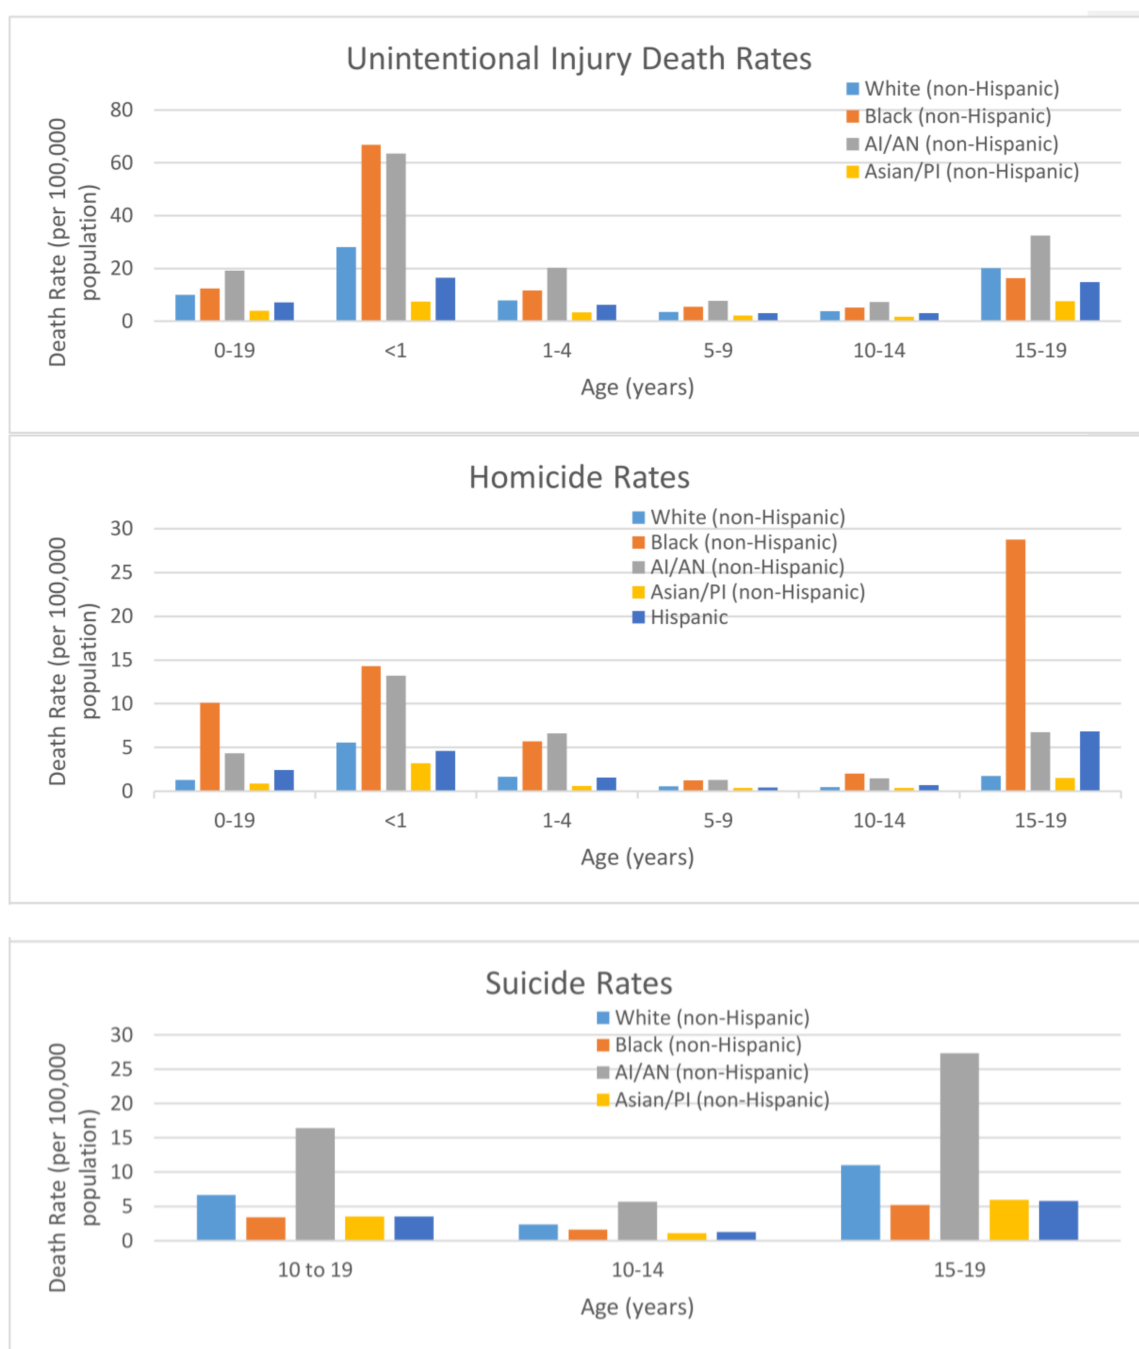 Unintentional Injury Death Rates
White (non-Hispanic)
Black (non-Hispanic)
AI/AN (non-Hispanic)
Asian/PI (non-Hispanic)
Death Rate (per 100,000
population)
80
60
40
20
0
0-19 <1 1-4 5-9 10-14 15-19
Age (years)
Homicide Rates
White (non-Hispanic)
Black (non-Hispanic)
AI/AN (non-Hispanic)
Asian/PI (non-Hispanic)
Hispanic
Death Rate (per 100,000
population)
30
25
20
15
10
5
0
0-19 <1 1-4 5-9 10-14 15-19
Age (years)
Suicide Rates
White (non-Hispanic)
Black (non-Hispanic)
AI/AN (non-Hispanic)
Asian/PI (non-Hispanic)
Death Rate (per 100,000
population)
30
25
20
15
10
5
0
10 to 19 10-14 15-19
Age (years)